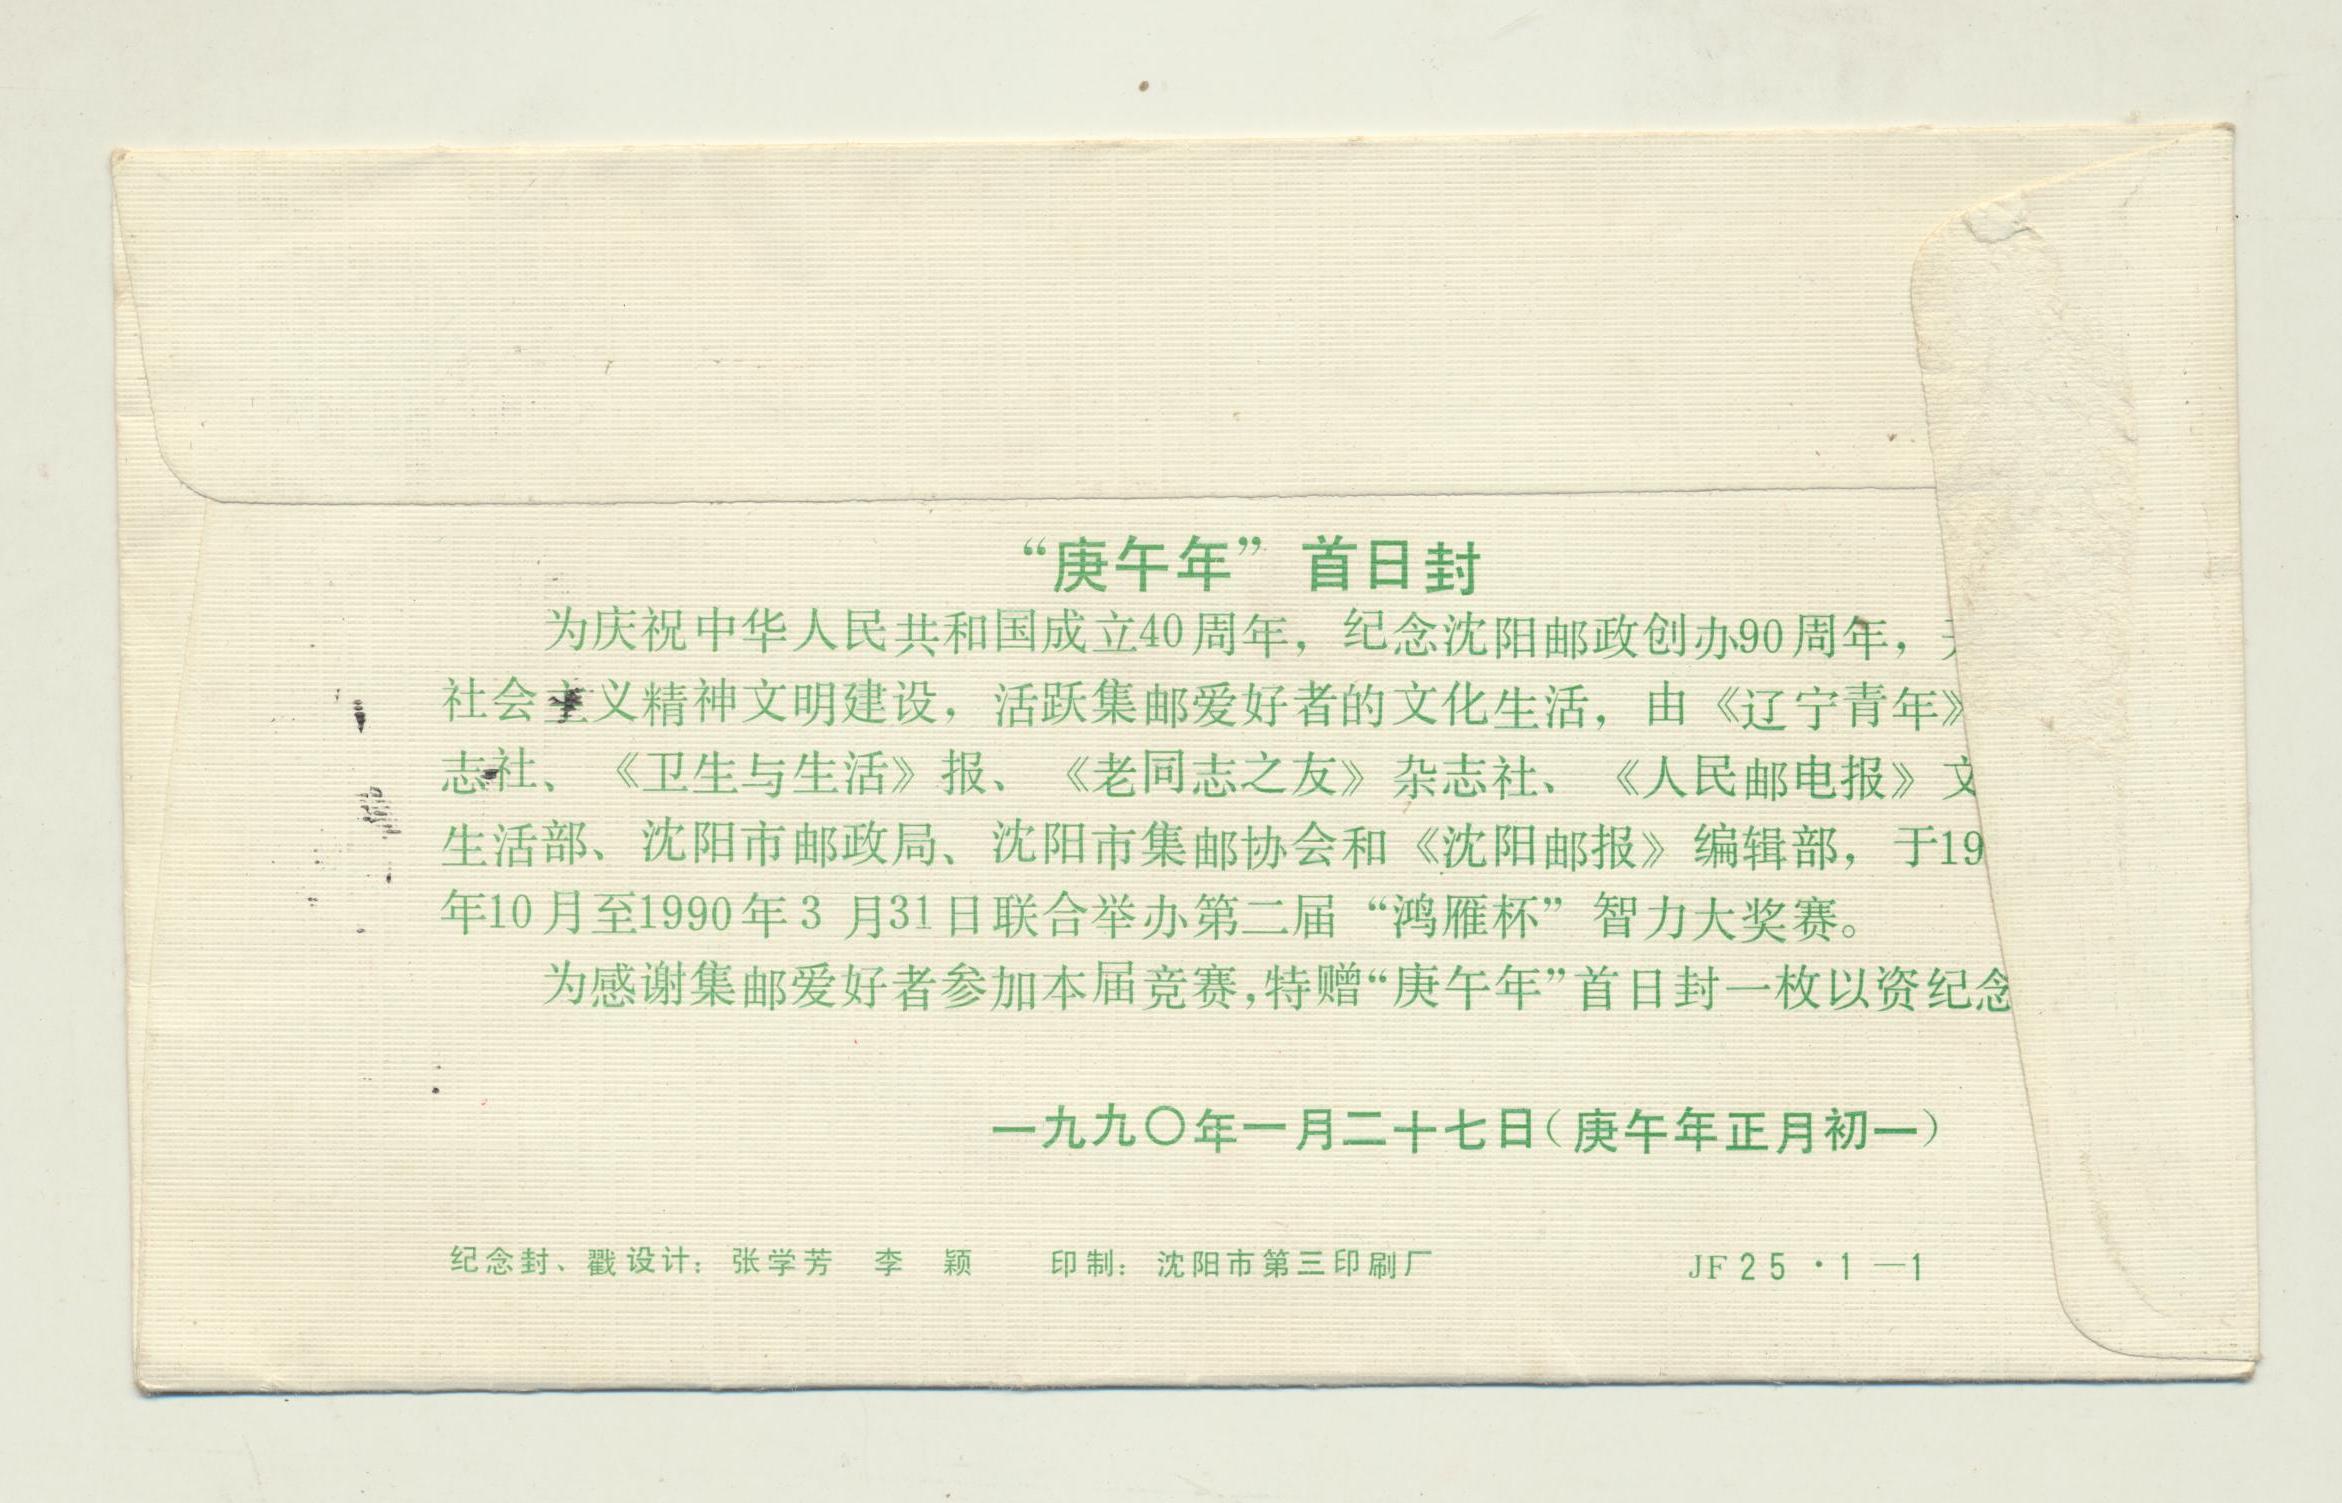 “庚午年”首日封
为庆祝中华人民共和国成立40周年，纪念沈阳邮政创办90周年，
社会主义精神文明建设，活跃集邮爱好者的文化生活，由《辽宁青年》
志社、《卫生与生活》报、《老同志之友》杂志社、《人民邮电报》文
生活部、沈阳市邮政局、沈阳市集邮协会和《沈阳邮报》编辑部，于19
年10月至1990年3月31日联合举办第二届“鸿雁杯”智力大奖赛。
为感谢集邮爱好者参加本届竞赛，特赠“庚午年”首日封一枚以资纪念
一九九〇年一月二十七日（庚午年正月初一）
纪念封、戳设计：张学芳 李 颖 印制：沈阳市第三印刷厂 JF25·1—1